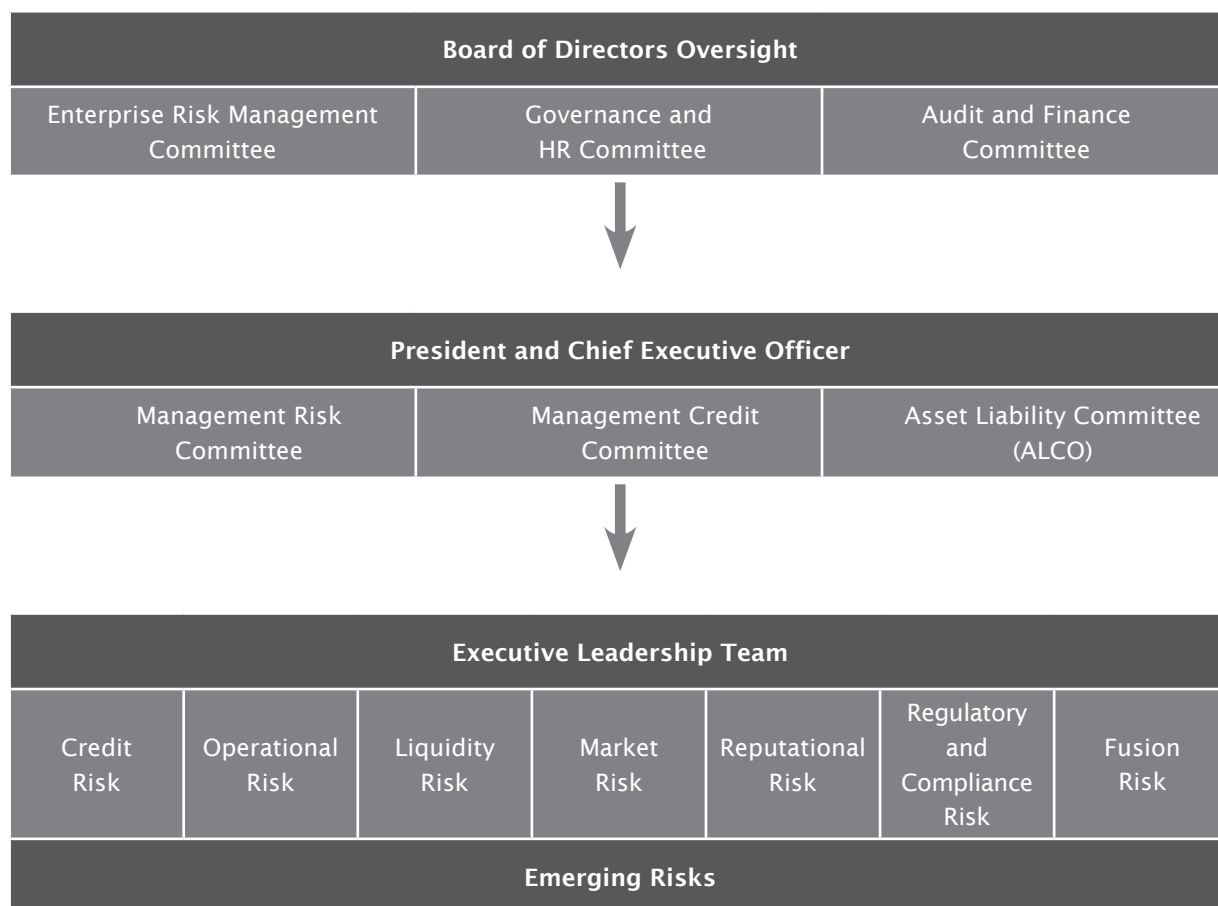 Board of Directors Oversight
Enterprise Risk Management
Committee
Governance and
HR Committee
Audit and Finance
Committee
President and Chief Executive Officer
Management Risk
Committee
Management Credit
Committee
Asset Liability Committee
(ALCO)
Executive Leadership Team
Credit
Risk
Operational
Risk
Liquidity
Risk
Market
Risk
Reputational
Risk
Regulatory
and
Compliance
Risk
Fusion
Risk
Emerging Risks